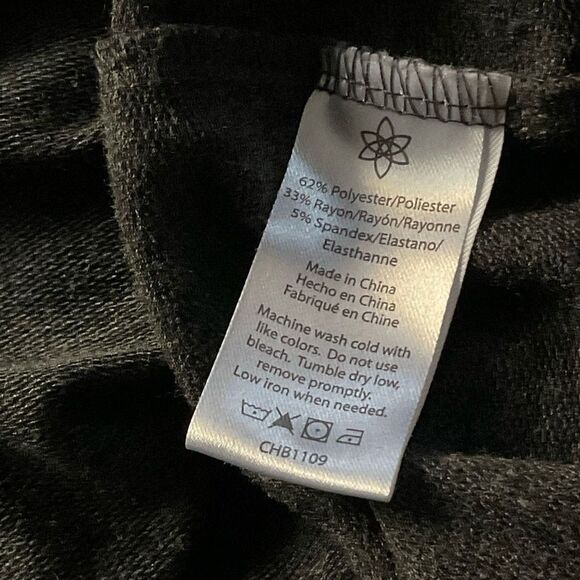 62% Polyester/Poliester
33% Rayon/Rayón/Rayonne
5% Spandex/Elastano/
Elasthanne
Made in China
Hecho en China
Fabriqué en Chine
Machine wash cold with
like colors. Do not use
bleach. Tumble dry low,
remove promptly.
Low iron when needed.
CHB1109